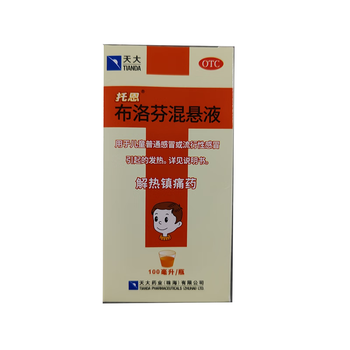 天大
TIANDA
OTC
托恩®
布洛芬混悬液
用于儿童普通感冒或流行性感冒
引起的发热。详见说明书。
解热镇痛药
100毫升/瓶
天大药业(珠海)有限公司
TIANDA PHARMACEUTICALS (ZHUHAI) LTD.